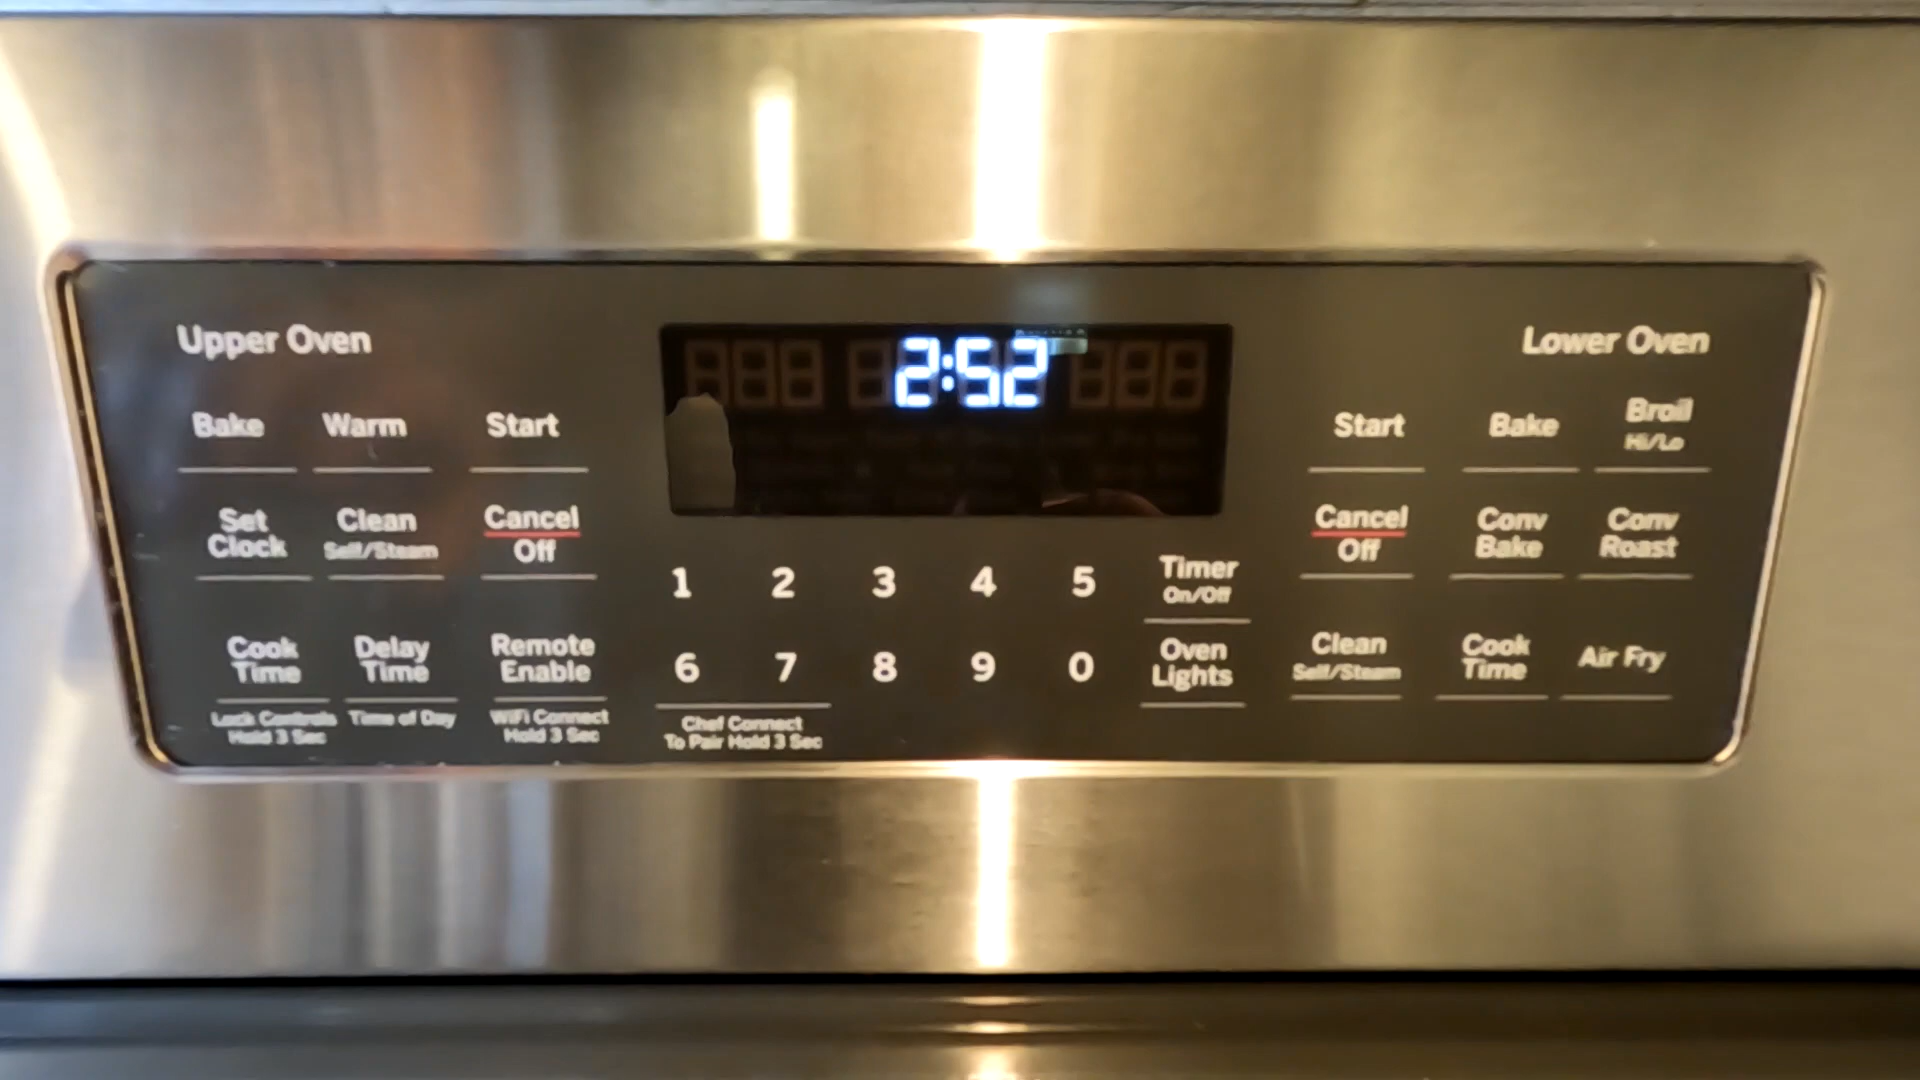 2:52
Upper Oven
Bake
Warm
Start
Set
Clock
Clean
Self/Steam
Cancel
Off
Cook
Time
Lock Controls
Hold 3 Sec
Delay
Time
Time of Day
Remote
Enable
WiFi Connect
Hold 3 Sec
1 2 3 4 5
6 7 8 9 0
Chef Connect
To Pair Hold 3 Sec
Timer
On/Off
Oven
Lights
Lower Oven
Start
Bake
Broil
Hi/Lo
Cancel
Off
Conv
Bake
Conv
Roast
Clean
Self/Steam
Cook
Time
Air Fry